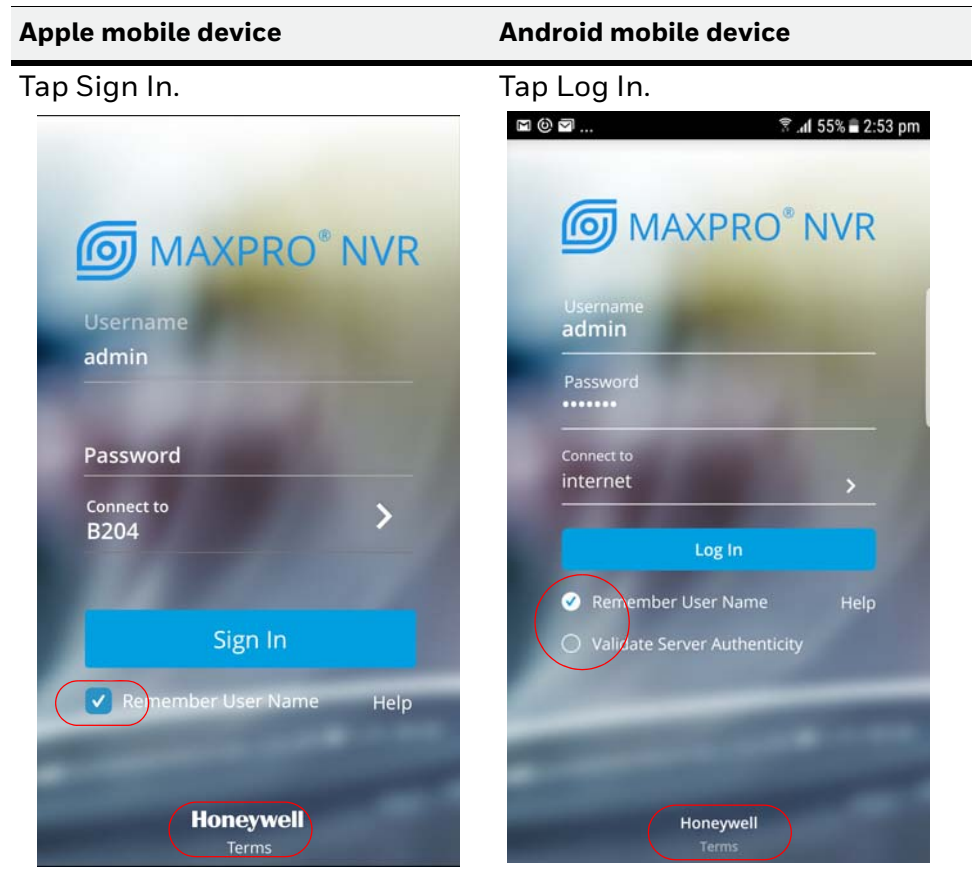 Apple mobile device
Android mobile device
Tap Sign In.
Tap Log In.
MAXPRO® NVR
Username
admin
Password
Connect to
B204
Sign In
Remember User Name
Help
Honeywell
Terms
... 55% 2:53 pm
MAXPRO® NVR
Username
admin
Password
•••••••
Connect to
internet
Log In
Remember User Name
Help
Validate Server Authenticity
Honeywell
Terms